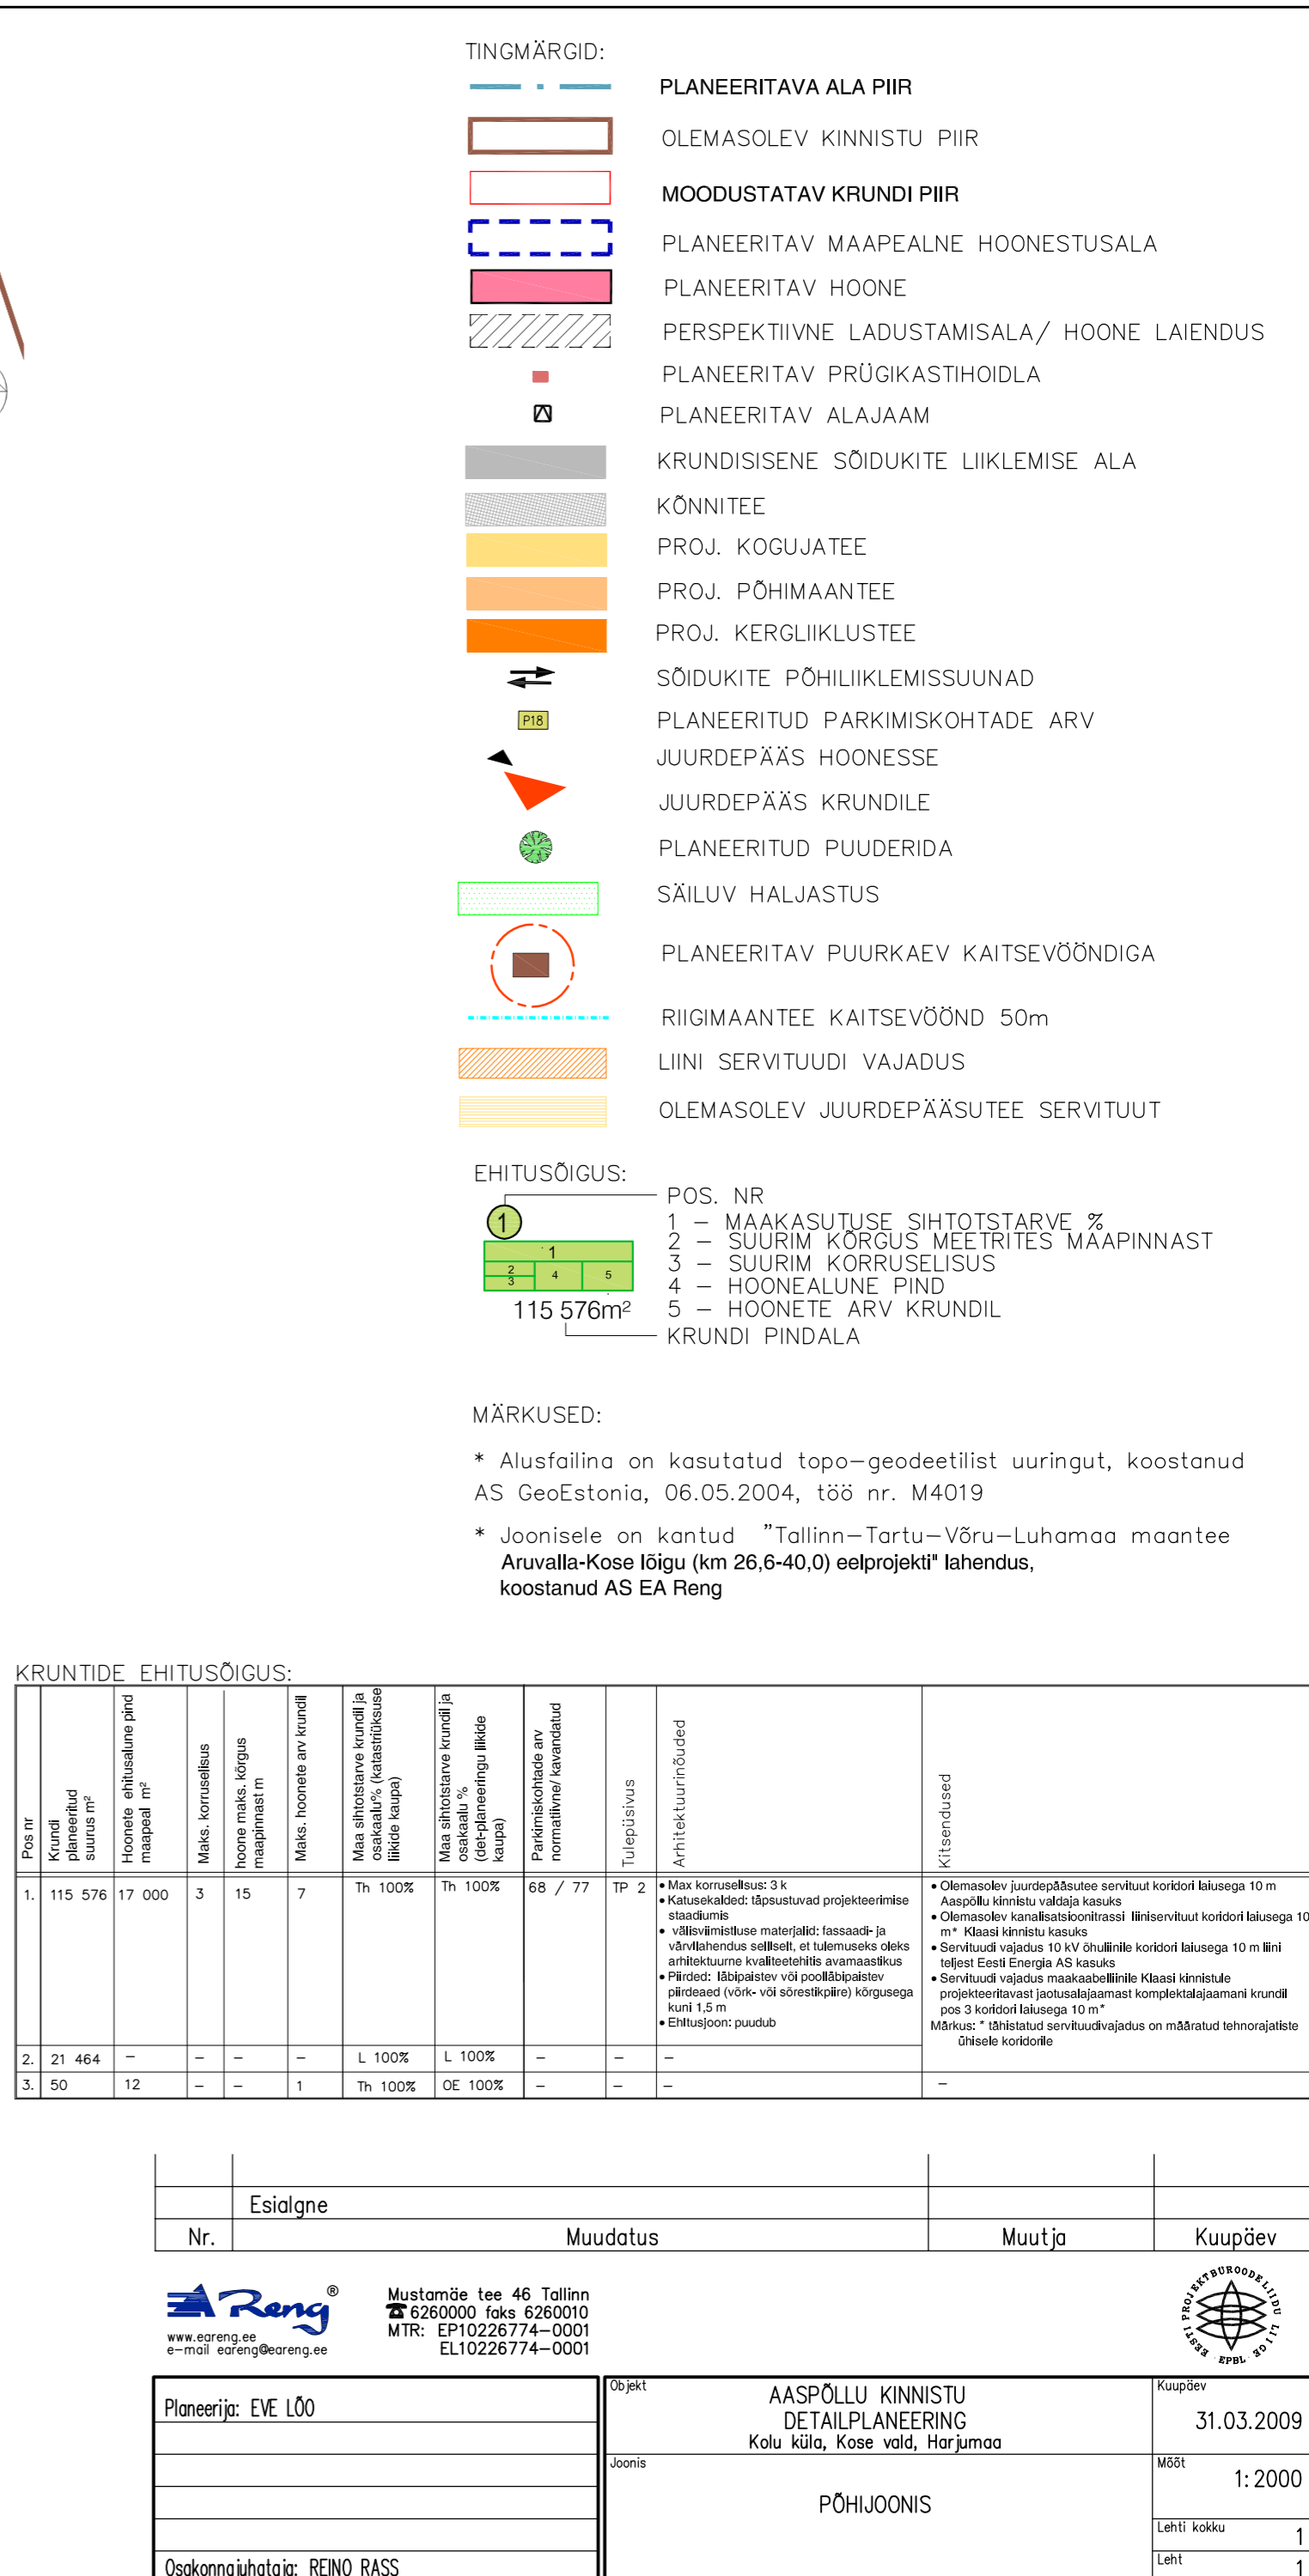 TINGMÄRGID:
PLANEERITAVA ALA PIIR
OLEMASOLEV KINNISTU PIIR
MOODUSTATAV KRUNDI PIIR
PLANEERITAV MAAPEALNE HOONESTUSALA
PLANEERITAV HOONE
PERSPEKTIIVNE LADUSTAMISALA/ HOONE LAIENDUS
PLANEERITAV PRÜGIKASTIHOIDLA
PLANEERITAV ALAJAAM
KRUNDISISENE SÕIDUKITE LIIKLEMISE ALA
KÕNNITEE
PROJ. KOGUJATEE
PROJ. PÕHIMAANTEE
PROJ. KERGLIIKLUSTEE
SÕIDUKITE PÕHILIIKLEMISSUUNAD
P18 PLANEERITUD PARKIMISKOHTADE ARV
JUURDEPÄÄS HOONESSE
JUURDEPÄÄS KRUNDILE
PLANEERITUD PUUDERIDA
SÄILUV HALJASTUS
PLANEERITAV PUURKAEV KAITSEVÖÖNDIGA
RIIGIMAANTEE KAITSEVÖÖND 50m
LIINI SERVITUUDI VAJADUS
OLEMASOLEV JUURDEPÄÄSUTEE SERVITUUT
EHITUSÕIGUS:
POS. NR
1
1 – MAAKASUTUSE SIHTOTSTARVE %
2 – SUURIM KÕRGUS MEETRITES MAAPINNAST
3 – SUURIM KORRUSELISUS
4 – HOONEALUNE PIND
5 – HOONETE ARV KRUNDIL
KRUNDI PINDALA
1
2
3
4
5
115 576m²
MÄRKUSED:
* Alusfailina on kasutatud topo–geodeetilist uuringut, koostanud
AS GeoEstonia, 06.05.2004, töö nr. M4019
* Joonisele on kantud ”Tallinn–Tartu–Võru–Luhamaa maantee
Aruvalla-Kose lõigu (km 26,6-40,0) eelprojekti" lahendus,
koostanud AS EA Reng
KRUNTIDE EHITUSÕIGUS:
Pos nr
Krundi
planeeritud
suurus m²
Hoonete ehitusalune pind
maapeal m²
Maks. korruselisus
hoone maks. kõrgus
maapinnast m
Maks. hoonete arv krundil
Maa sihtotstarve krundil ja
osakaalu% (katastriüksuse
liikide kaupa)
Maa sihtotstarve krundil ja
osakaalu %
(det-planeeringu liikide
kaupa)
Parkimiskohtade arv
normatiivne/ kavandatud
Tulepüsivus
Arhitektuurinõuded
Kitsendused
1. 115 576 17 000 3 15 7 Th 100% Th 100% 68 / 77 TP 2
• Max korruselisus: 3 k
• Katusekalded: täpsustuvad projekteerimise
staadiumis
• välisviimistluse materjalid: fassaadi- ja
värvilahendus selliselt, et tulemuseks oleks
arhitektuurne kvaliteetehitis avamaastikus
• Piirded: läbipaistev või poolläbipaistev
piirdeaed (võrk- või sõrestikpiire) kõrgusega
kuni 1,5 m
• Ehitusjoon: puudub
• Olemasolev juurdepääsutee servituut koridori laiusega 10 m
Aaspõllu kinnistu valdaja kasuks
• Olemasolev kanalisatsioonitrassi liiniservituut koridori laiusega 10
m* Klaasi kinnistu kasuks
• Servituudi vajadus 10 kV õhuliinile koridori laiusega 10 m liini
teljest Eesti Energia AS kasuks
• Servituudi vajadus maakaabelliinile Klaasi kinnistule
projekteeritavast jaotusalajaamast komplektalajaamani krundil
pos 3 koridori laiusega 10 m*
Märkus: * tähistatud servituudivajadus on määratud tehnorajatiste
ühisele koridorile
2. 21 464 – – – – L 100% L 100% – – –
3. 50 12 – – 1 Th 100% OE 100% – – – –
Esialgne
Nr. Muudatus Muutja Kuupäev
Reng ®
www.eareng.ee
e–mail eareng@eareng.ee
Mustamäe tee 46 Tallinn
☎6260000 faks 6260010
MTR: EP10226774–0001
EL10226774–0001
EESTI PROJEKTBÜROODE LIIDU LIIGE
EPBL
Planeerija: EVE LÕO
Osakonnajuhataja: REINO RASS
Objekt
AASPÕLLU KINNISTU
DETAILPLANEERING
Kolu küla, Kose vald, Harjumaa
Kuupäev
31.03.2009
Joonis
PÕHIJOONIS
Mõõt
1:2000
Lehti kokku
1
Leht
1